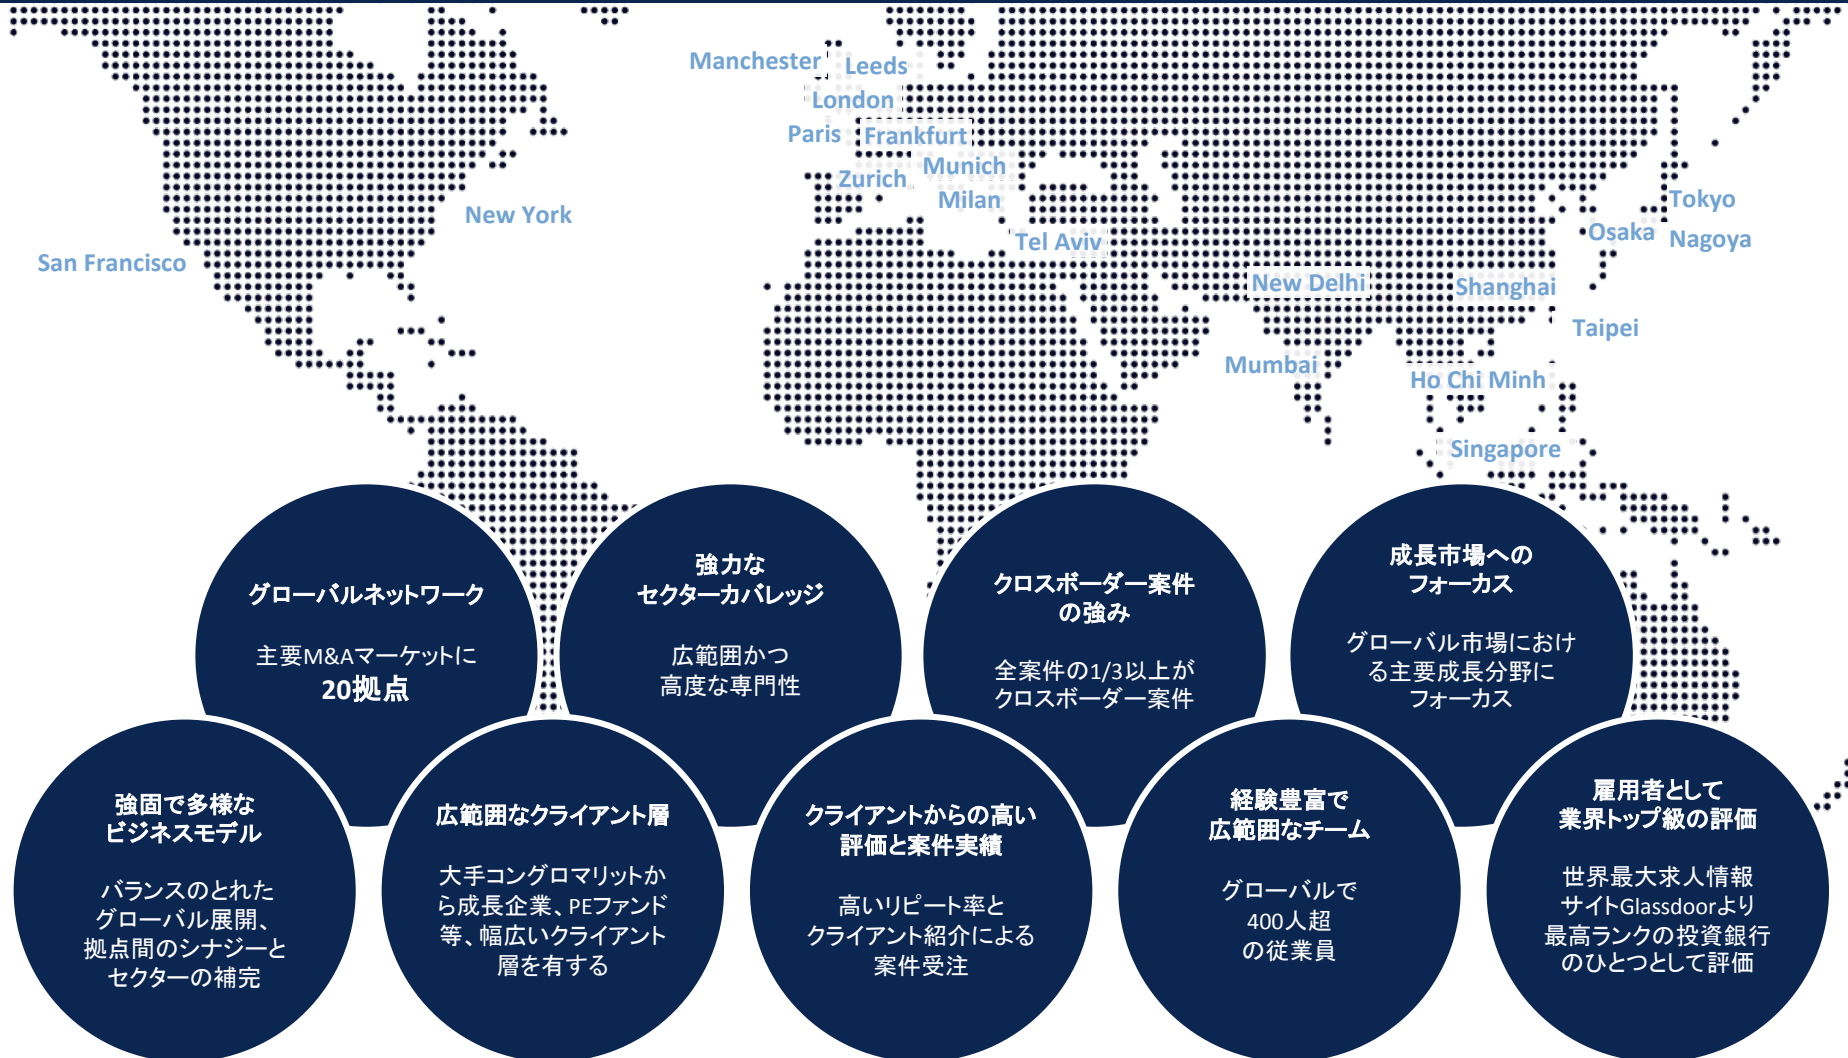 Manchester
Leeds
London
Paris
Frankfurt
Munich
Zurich
Milan
New York
San Francisco
Tel Aviv
Tokyo
Osaka
Nagoya
New Delhi
Shanghai
Taipei
Mumbai
Ho Chi Minh
Singapore
グローバルネットワーク
主要M&Aマーケットに
20拠点
強力な
セクターカバレッジ
広範囲かつ
高度な専門性
クロスボーダー案件
の強み
全案件の1/3以上が
クロスボーダー案件
成長市場への
フォーカス
グローバル市場におけ
る主要成長分野に
フォーカス
強固で多様な
ビジネスモデル
バランスのとれた
グローバル展開、
拠点間のシナジーと
セクターの補完
広範囲なクライアント層
大手コングロマリットか
ら成長企業、PEファンド
等、幅広いクライアント
層を有する
クライアントからの高い
評価と案件実績
高いリピート率と
クライアント紹介による
案件受注
経験豊富で
広範囲なチーム
グローバルで
400人超
の従業員
雇用者として
業界トップ級の評価
世界最大求人情報
サイトGlassdoorより
最高ランクの投資銀行
のひとつとして評価